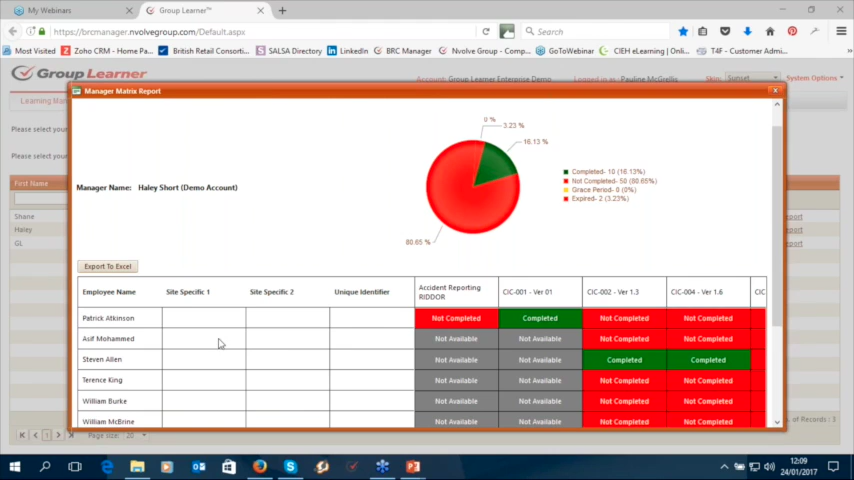 My Webinars
Group Learner™
https://brcmanager.nvolvegroup.com/Default.aspx
Search
Most Visited
Zoho CRM - Home Pa...
British Retail Consorti...
SALSA Directory
LinkedIn
BRC Manager
Nvolve Group - Comp...
GoToWebinar
CIEH eLearning | Onli...
T4F - Customer Admi...
Group Learner
Account: Group Learner Enterprise Demo
Logged in as: Pauline McGrellis
Skin: Sunset
System Options
Learning Man
Please select your
Please select your
First Name
Shane
Haley
GL
port
port
port
Manager Matrix Report
0 %
3.23 %
16.13 %
80.65 %
Completed- 10 (16.13%)
Not Completed- 50 (80.65%)
Grace Period- 0 (0%)
Expired- 2 (3.23%)
Manager Name: Haley Short (Demo Account)
Export To Excel
Employee Name Site Specific 1 Site Specific 2 Unique Identifier Accident Reporting RIDDOR CIC-001 - Ver 01 CIC-002 - Ver 1.3 CIC-004 - Ver 1.6 CIC
Patrick Atkinson Not Completed Completed Not Completed Not Completed
Asif Mohammed Not Available Not Available Not Completed Not Completed
Steven Allen Not Available Not Available Completed Completed
Terence King Not Available Not Available Not Completed Not Completed
William Burke Not Available Not Available Not Completed Not Completed
William McBrine Not Available Not Available Not Completed Not Completed
1
Page size: 20
. of Records : 3
12:09
24/01/2017